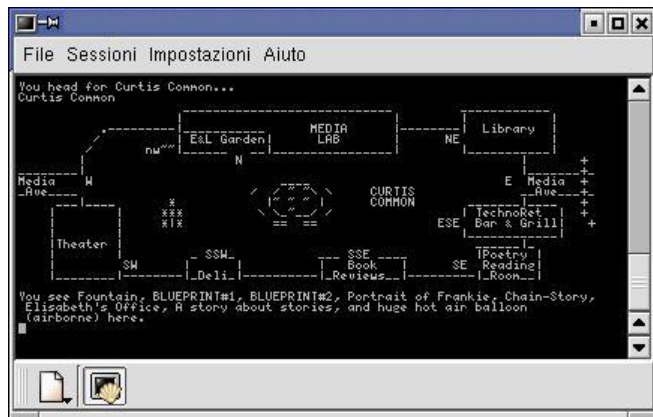 File Sessioni Impostazioni Aiuto
You head for Curtis Common...
Curtis Common
MEDIA Library
E&L Garden LAB NE
nw~~
N
Media W E Media
_Ave____ CURTIS __Ave__
COMMON
TechnoRet
ESE Bar & Grill
Theater
SSW SSE Poetry
SW Book SE Reading
Deli Reviews Room
You see Fountain, BLUEPRINT#1, BLUEPRINT#2, Portrait of Frankie, Chain-Story,
Elisabeth's Office, A story about stories, and huge hot air balloon
(airborne) here.